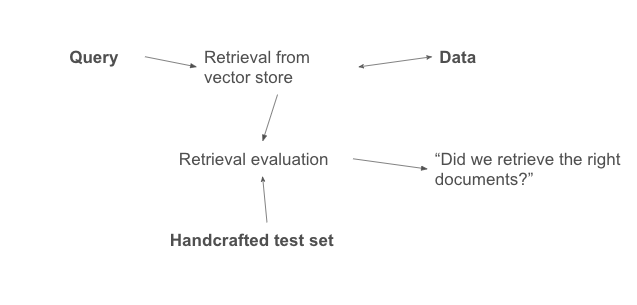 Query
Retrieval from
vector store
Data
Retrieval evaluation
“Did we retrieve the right
documents?”
Handcrafted test set